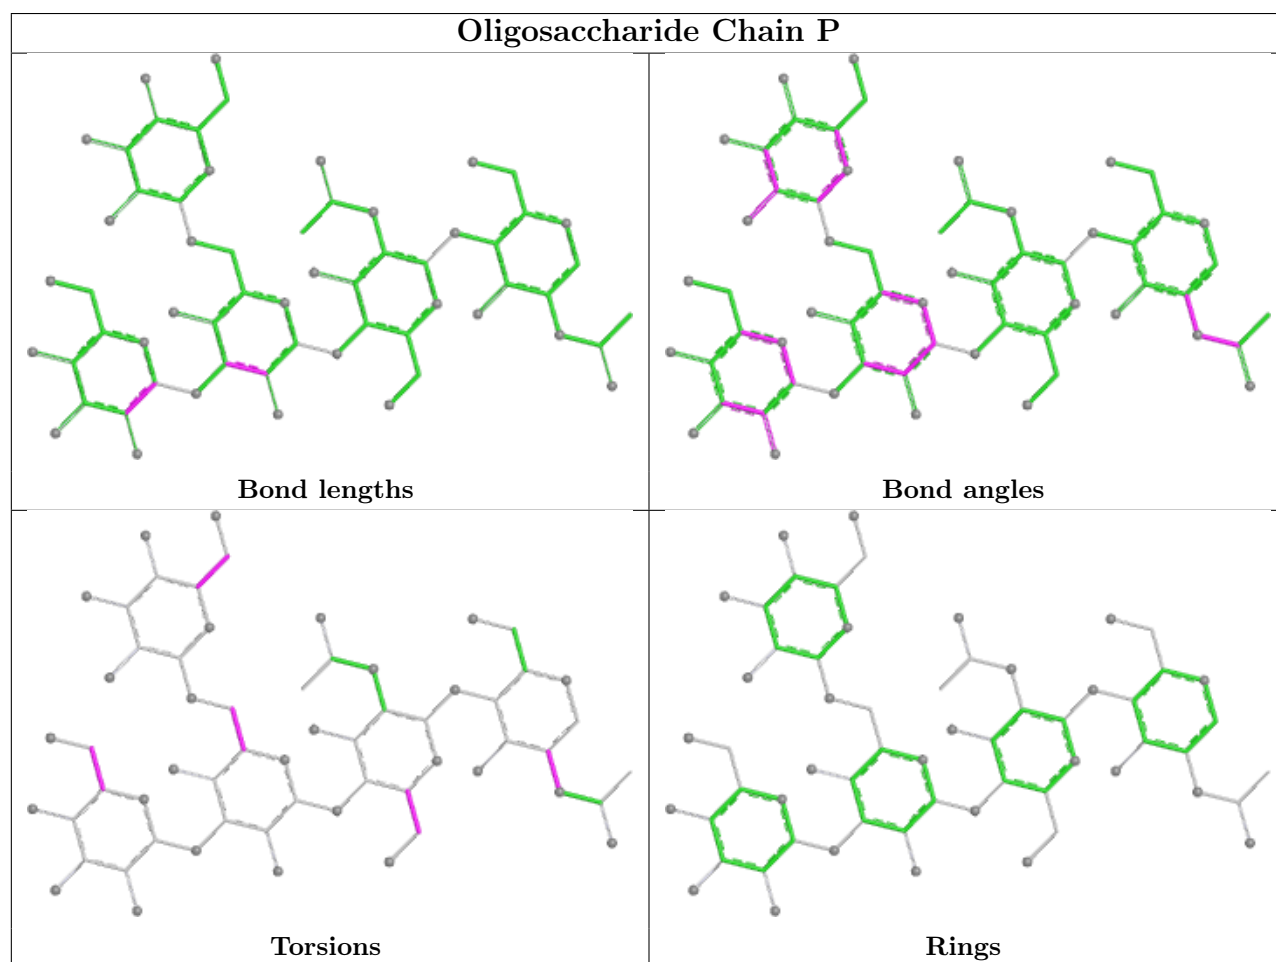 Oligosaccharide Chain P
Bond lengths
Bond angles
Torsions
Rings